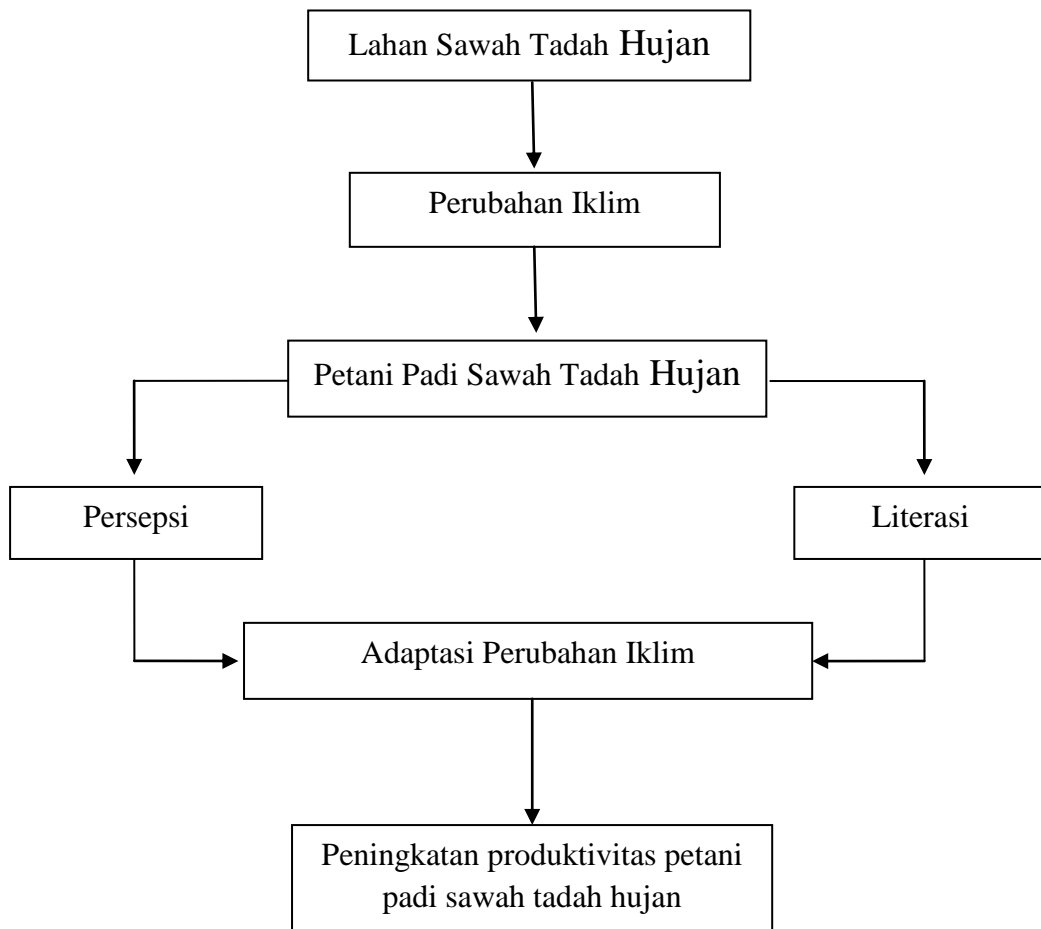 Lahan Sawah Tadah Hujan
Perubahan Iklim
Petani Padi Sawah Tadah Hujan
Persepsi
Literasi
Adaptasi Perubahan Iklim
Peningkatan produktivitas petani
padi sawah tadah hujan